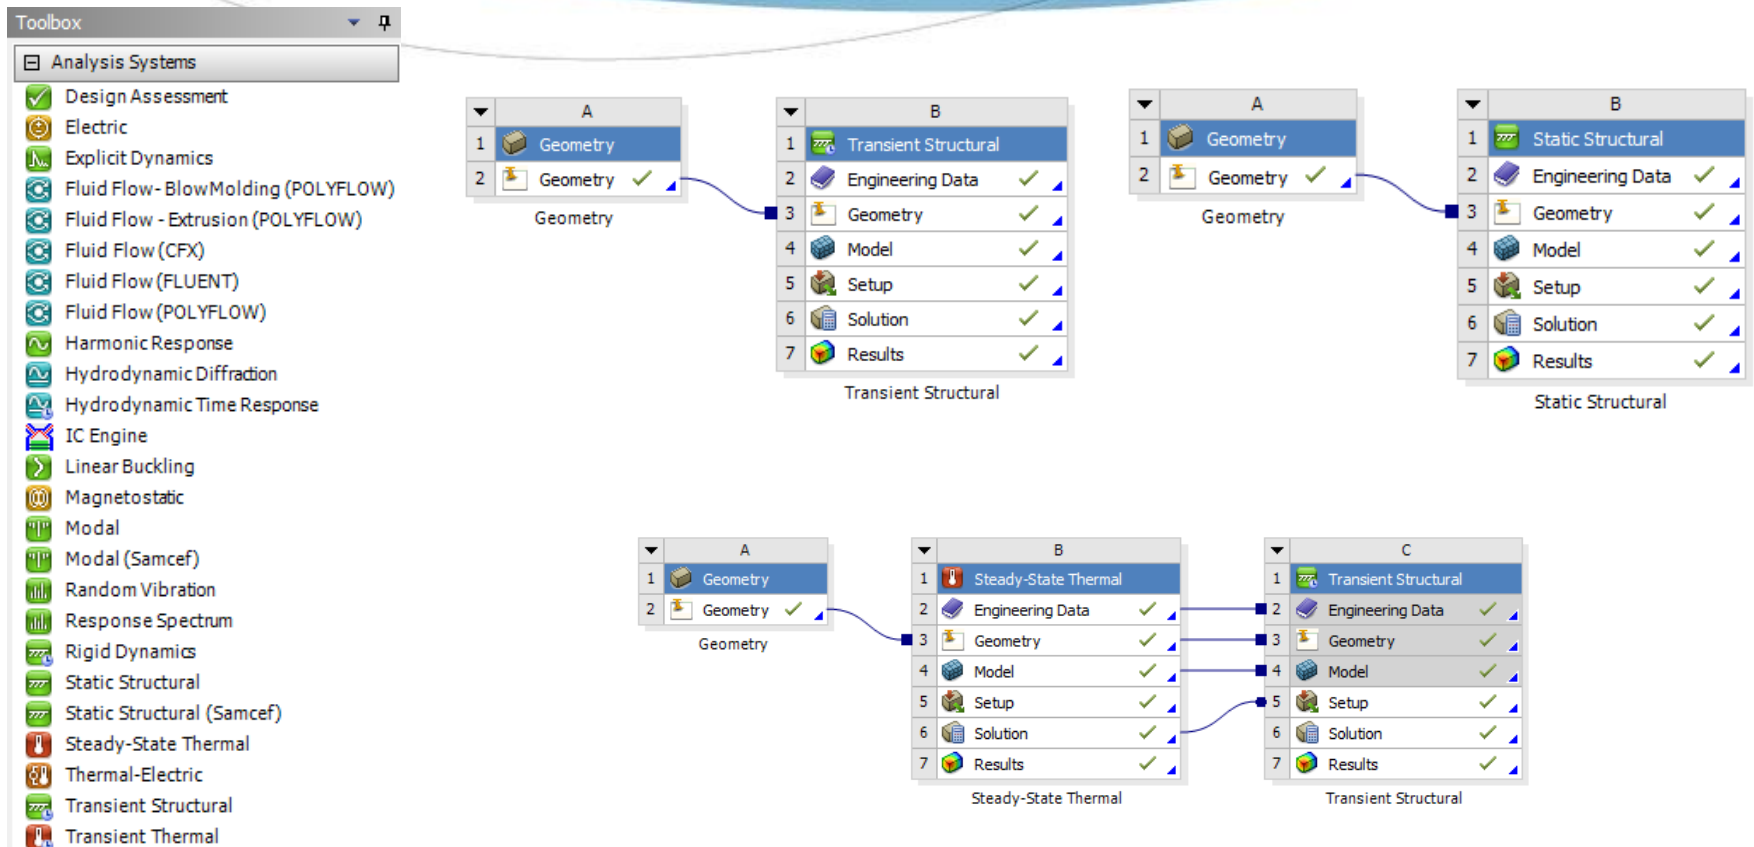 Toolbox
Analysis Systems
Design Assessment
Electric
Explicit Dynamics
Fluid Flow - BlowMolding (POLYFLOW)
Fluid Flow - Extrusion (POLYFLOW)
Fluid Flow (CFX)
Fluid Flow (FLUENT)
Fluid Flow (POLYFLOW)
Harmonic Response
Hydrodynamic Diffraction
Hydrodynamic Time Response
IC Engine
Linear Buckling
Magnetostatic
Modal
Modal (Samcef)
Random Vibration
Response Spectrum
Rigid Dynamics
Static Structural
Static Structural (Samcef)
Steady-State Thermal
Thermal-Electric
Transient Structural
Transient Thermal
A
1 Geometry
2 Geometry
Geometry
B
1 Transient Structural
2 Engineering Data
3 Geometry
4 Model
5 Setup
6 Solution
7 Results
Transient Structural
A
1 Geometry
2 Geometry
Geometry
B
1 Static Structural
2 Engineering Data
3 Geometry
4 Model
5 Setup
6 Solution
7 Results
Static Structural
A
1 Geometry
2 Geometry
Geometry
B
1 Steady-State Thermal
2 Engineering Data
3 Geometry
4 Model
5 Setup
6 Solution
7 Results
Steady-State Thermal
C
1 Transient Structural
2 Engineering Data
3 Geometry
4 Model
5 Setup
6 Solution
7 Results
Transient Structural